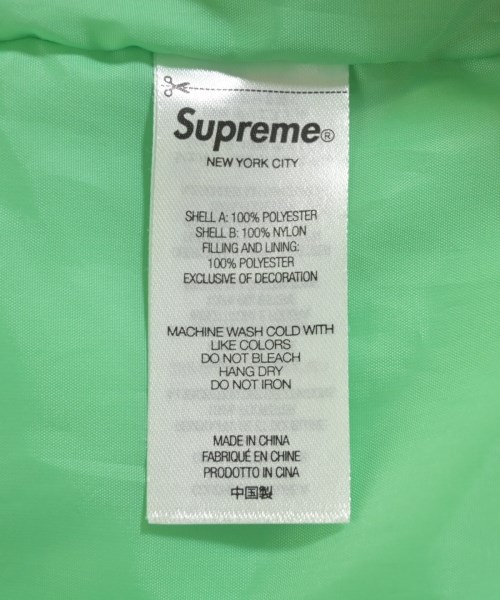 Supreme®
NEW YORK CITY
SHELL A: 100% POLYESTER
SHELL B: 100% NYLON
FILLING AND LINING:
100% POLYESTER
EXCLUSIVE OF DECORATION
MACHINE WASH COLD WITH
LIKE COLORS
DO NOT BLEACH
HANG DRY
DO NOT IRON
MADE IN CHINA
FABRIQUÉ EN CHINE
PRODOTTO IN CINA
中国製